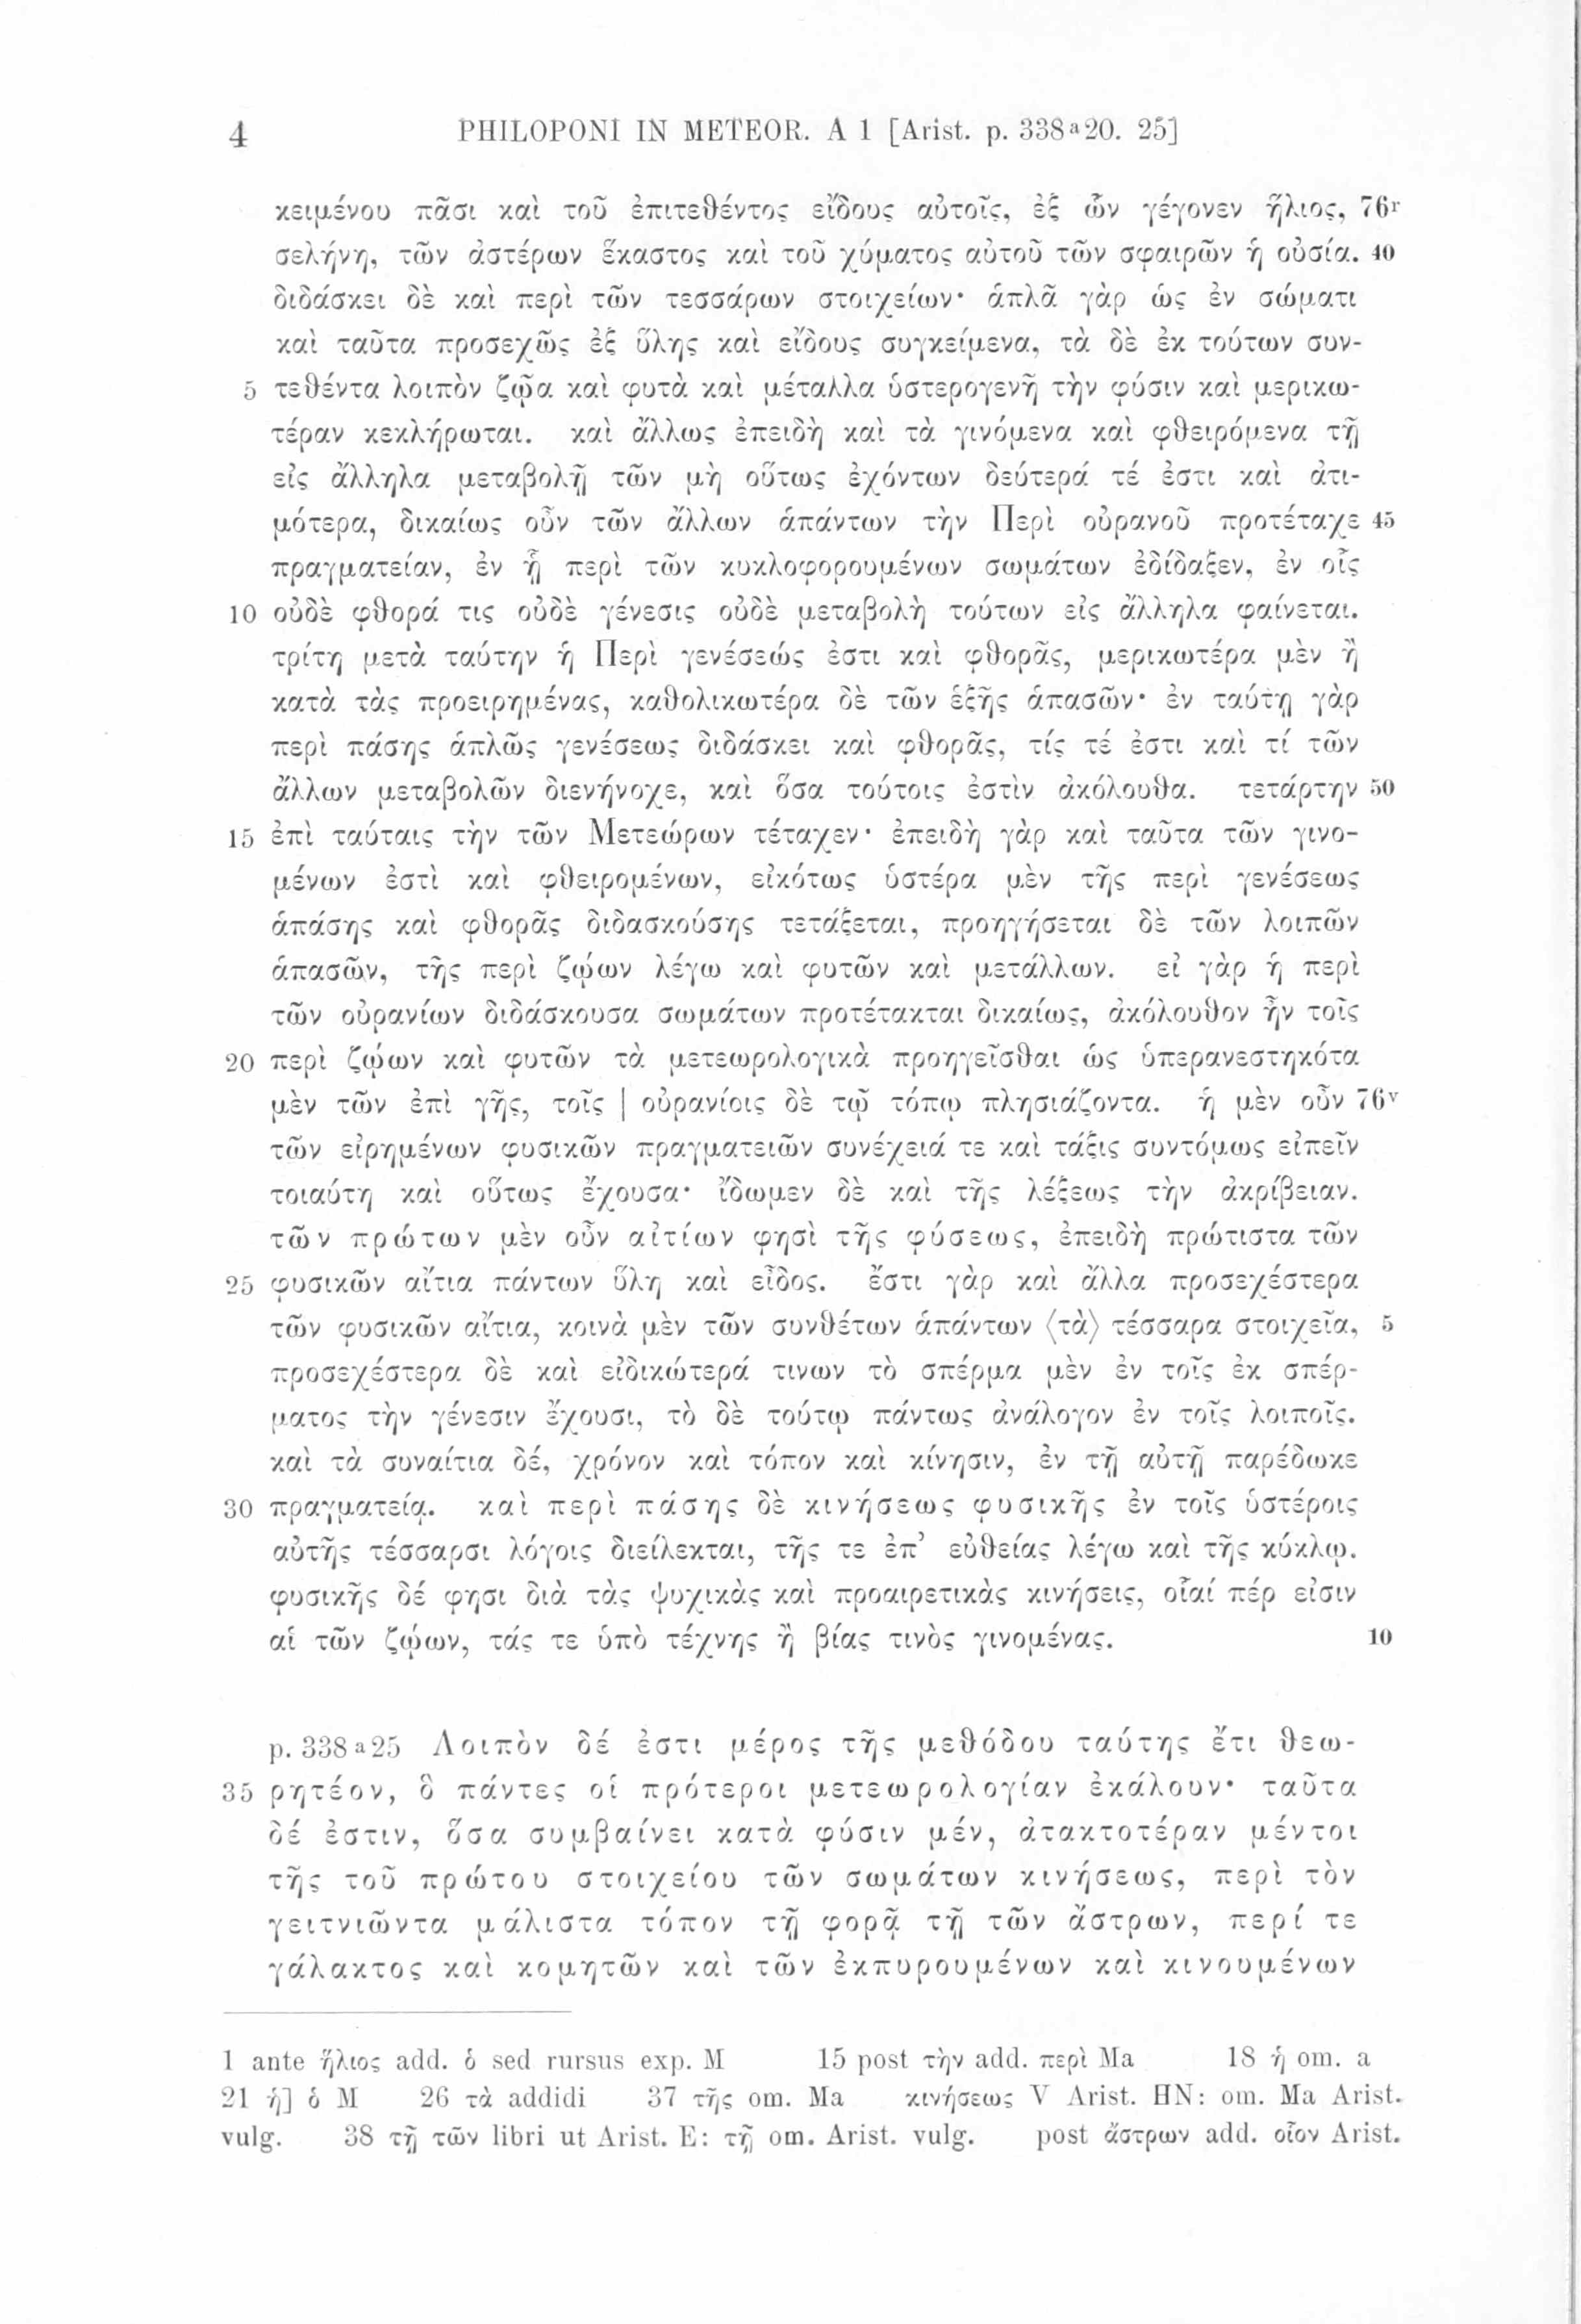 4 PHILOPONI IN METEOR. A 1 [Arist. p. 338ᵃ20. 25]
κειμένου πᾶσι καὶ τοῦ ἐπιτεθέντος εἴδους αὐτοῖς, ἐξ ὧν γέγονεν ἥλιος, 76ʳ
σελήνη, τῶν ἀστέρων ἕκαστος καὶ τοῦ χύματος αὐτοῦ τῶν σφαιρῶν ἡ οὐσία. 40
διδάσκει δὲ καὶ περὶ τῶν τεσσάρων στοιχείων· ἁπλᾶ γὰρ ὡς ἐν σώματι
καὶ ταῦτα προσεχῶς ἐξ ὕλης καὶ εἴδους συγκείμενα, τὰ δὲ ἐκ τούτων συν-
5 τεθέντα λοιπὸν ζῷα καὶ φυτὰ καὶ μέταλλα ὑστερογενῆ τὴν φύσιν καὶ μερικω-
τέραν κεκλήρωται. καὶ ἄλλως ἐπειδὴ καὶ τὰ γινόμενα καὶ φθειρόμενα τῇ
εἰς ἄλληλα μεταβολῇ τῶν μὴ οὕτως ἐχόντων δεύτερά τέ ἐστι καὶ ἀτι-
μότερα, δικαίως οὖν τῶν ἄλλων ἁπάντων τὴν Περὶ οὐρανοῦ προτέταχε 45
πραγματείαν, ἐν ᾗ περὶ τῶν κυκλοφορουμένων σωμάτων ἐδίδαξεν, ἐν οἷς
10 οὐδὲ φθορά τις οὐδὲ γένεσις οὐδὲ μεταβολὴ τούτων εἰς ἄλληλα φαίνεται.
τρίτη μετὰ ταύτην ἡ Περὶ γενέσεώς ἐστι καὶ φθορᾶς, μερικωτέρα μὲν ἢ
κατὰ τὰς προειρημένας, καθολικωτέρα δὲ τῶν ἑξῆς ἁπασῶν· ἐν ταύτῃ γὰρ
περὶ πάσης ἁπλῶς γενέσεως διδάσκει καὶ φθορᾶς, τίς τέ ἐστι καὶ τί τῶν
ἄλλων μεταβολῶν διενήνοχε, καὶ ὅσα τούτοις ἐστὶν ἀκόλουθα. τετάρτην 50
15 ἐπὶ ταύταις τὴν τῶν Μετεώρων τέταχεν· ἐπειδὴ γὰρ καὶ ταῦτα τῶν γινο-
μένων ἐστὶ καὶ φθειρομένων, εἰκότως ὑστέρα μὲν τῆς περὶ γενέσεως
ἁπάσης καὶ φθορᾶς διδασκούσης τετάξεται, προηγήσεται δὲ τῶν λοιπῶν
ἁπασῶν, τῆς περὶ ζῴων λέγω καὶ φυτῶν καὶ μετάλλων. εἰ γὰρ ἡ περὶ
τῶν οὐρανίων διδάσκουσα σωμάτων προτέτακται δικαίως, ἀκόλουθον ἦν τοῖς
20 περὶ ζῴων καὶ φυτῶν τὰ μετεωρολογικὰ προηγεῖσθαι ὡς ὑπερανεστηκότα
μὲν τῶν ἐπὶ γῆς, τοῖς | οὐρανίοις δὲ τῷ τόπῳ πλησιάζοντα. ἡ μὲν οὖν 76ᵛ
τῶν εἰρημένων φυσικῶν πραγματειῶν συνέχειά τε καὶ τάξις συντόμως εἰπεῖν
τοιαύτη καὶ οὕτως ἔχουσα· ἴδωμεν δὲ καὶ τῆς λέξεως τὴν ἀκρίβειαν.
τῶν πρώτων μὲν οὖν αἰτίων φησὶ τῆς φύσεως, ἐπειδὴ πρώτιστα τῶν
25 φυσικῶν αἴτια πάντων ὕλη καὶ εἶδος. ἔστι γὰρ καὶ ἄλλα προσεχέστερα
τῶν φυσικῶν αἴτια, κοινὰ μὲν τῶν συνθέτων ἁπάντων ⟨τὰ⟩ τέσσαρα στοιχεῖα, 5
προσεχέστερα δὲ καὶ εἰδικώτερά τινων τὸ σπέρμα μὲν ἐν τοῖς ἐκ σπέρ-
ματος τὴν γένεσιν ἔχουσι, τὸ δὲ τούτῳ πάντως ἀνάλογον ἐν τοῖς λοιποῖς.
καὶ τὰ συναίτια δέ, χρόνον καὶ τόπον καὶ κίνησιν, ἐν τῇ αὐτῇ παρέδωκε
30 πραγματείᾳ. καὶ περὶ πάσης δὲ κινήσεως φυσικῆς ἐν τοῖς ὑστέροις
αὐτῆς τέσσαρσι λόγοις διείλεκται, τῆς τε ἐπ’ εὐθείας λέγω καὶ τῆς κύκλῳ.
φυσικῆς δέ φησι διὰ τὰς ψυχικὰς καὶ προαιρετικὰς κινήσεις, οἷαί πέρ εἰσιν
αἱ τῶν ζῴων, τάς τε ὑπὸ τέχνης ἢ βίας τινὸς γινομένας. 10
p. 338ᵃ25 Λοιπὸν δέ ἐστι μέρος τῆς μεθόδου ταύτης ἔτι θεω-
35 ρητέον, ὃ πάντες οἱ πρότεροι μετεωρολογίαν ἐκάλουν· ταῦτα
δέ ἐστιν, ὅσα συμβαίνει κατὰ φύσιν μέν, ἀτακτοτέραν μέντοι
τῆς τοῦ πρώτου στοιχείου τῶν σωμάτων κινήσεως, περὶ τὸν
γειτνιῶντα μάλιστα τόπον τῇ φορᾷ τῇ τῶν ἄστρων, περί τε
γάλακτος καὶ κομητῶν καὶ τῶν ἐκπυρουμένων καὶ κινουμένων
1 ante ἥλιος add. ὁ sed rursus exp. M 15 post τὴν add. περὶ Ma 18 ἡ om. a
21 ἡ] ὁ M 26 τὰ addidi 37 τῆς om. Ma κινήσεως V Arist. HN: om. Ma Arist.
vulg. 38 τῇ τῶν libri ut Arist. E: τῇ om. Arist. vulg. post ἄστρων add. οἷον Arist.